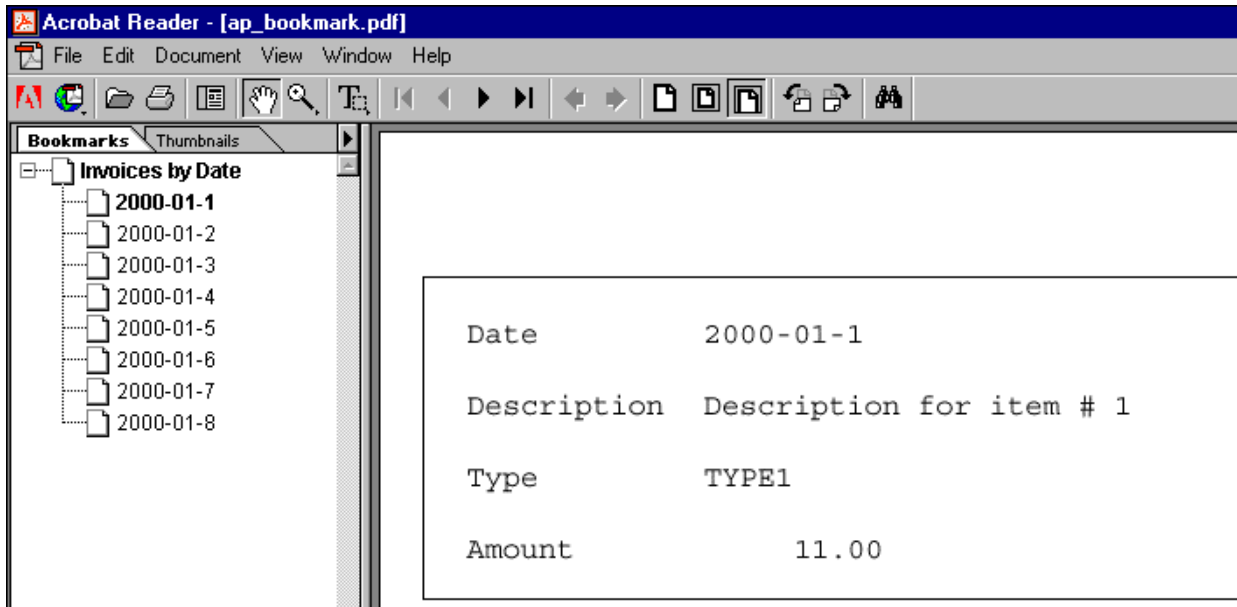 Acrobat Reader - [ap_bookmark.pdf]
File Edit Document View Window Help
Bookmarks Thumbnails
Invoices by Date
2000-01-1
2000-01-2
2000-01-3
2000-01-4
2000-01-5
2000-01-6
2000-01-7
2000-01-8
Date 2000-01-1
Description Description for item # 1
Type TYPE1
Amount 11.00